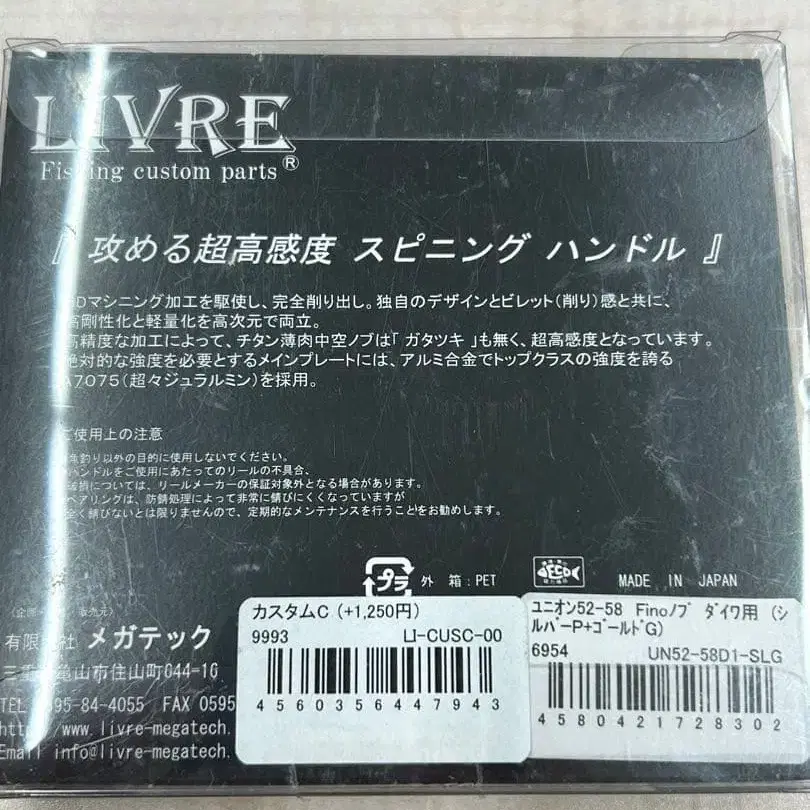 LIVRE
Fishing custom parts®
『 攻める超高感度 スピニング ハンドル 』
Dマシニング加工を駆使し、完全削り出し。独自のデザインとビレット(削り)感と共に、
高剛性化と軽量化を高次元で両立。
高精度な加工によって、チタン薄肉中空ノブは「 ガタツキ 」も無く、超高感度となっています。
絶対的な強度を必要とするメインプレートには、アルミ合金でトップクラスの強度を誇る
A7075(超々ジュラルミン)を採用。
ご使用上の注意
魚釣り以外の目的に使用しないでください。
ハンドルをご使用にあたってのリールの不具合、
破損については、リールメーカーの保証対象外となる場合があります。
ベアリングは、防錆処理によって非常に錆びにくくなっていますが
全く錆びないとは限りませんので、定期的なメンテナンスを行うことをお勧めします。
プラ 外 箱:PET
ECO
MADE IN JAPAN
有限会社 メガテック
三重県亀山市住山町644-16
TEL 0595-84-4055 FAX 0595
http://www.livre-megatech.
Email info@livre-megatech.
カスタムC (+1,250円)
9993 LI-CUSC-00
4560356447943
ユニオン52-58 Finoノブ ダイワ用 (シ
ルバーP+ゴールドG)
6954 UN52-58D1-SLG
4580421728302